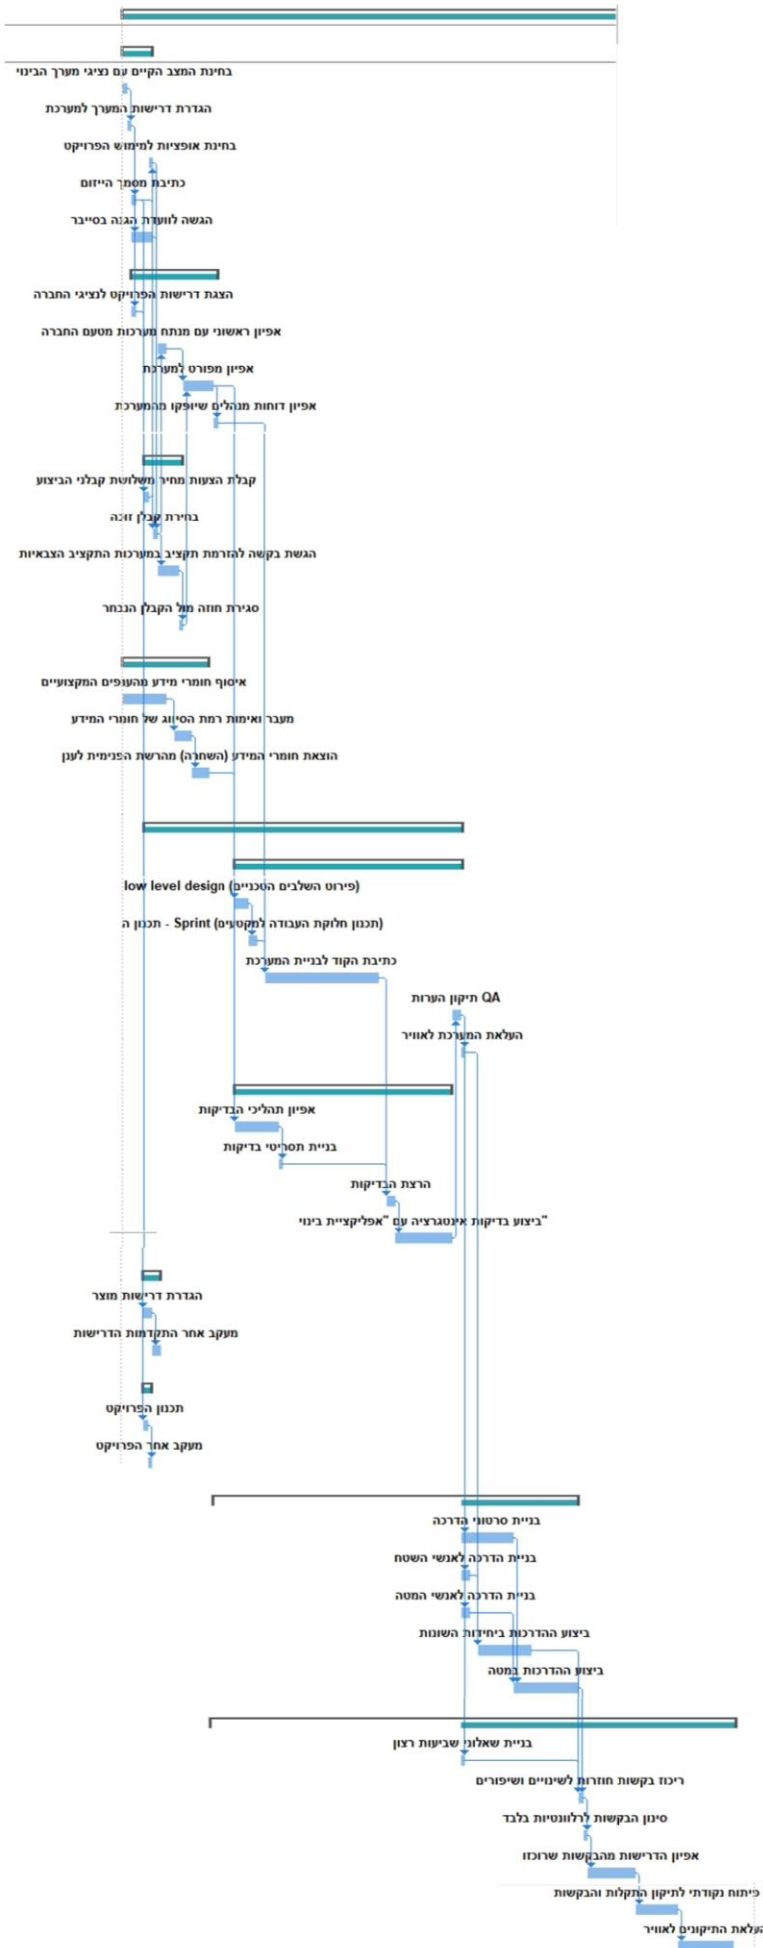 בחינת המצב הקיים עם נציגי מערך הבינוי
הגדרת דרישות המערך למערכת
בחינת אופציות למימוש הפרויקט
כתיבת מסמך הייזום
הגשה לוועדת הגנה בסייבר
הצגת דרישות הפרויקט לנציגי החברה
אפיון ראשוני עם מנתח מערכות מטעם החברה
אפיון מפורט למערכת
אפיון דוחות מנהלים שיופקו מהמערכת
קבלת הצעות מחיר משלושת קבלני הביצוע
בחירת קבלן זוכה
הגשת בקשה להזרמת תקציב במערכות התקציב הצבאיות
סגירת חוזה מול הקבלן הנבחר
איסוף חומרי מידע מהענפים המקצועיים
מעבר ואימות רמת הסיווג של חומרי המידע
הוצאת חומרי המידע (השחרה) מהרשת הפנימית לענן
low level design (פירוט השלבים הטכניים)
תכנון ה - Sprint (תכנון חלוקת העבודה למקטעים)
כתיבת הקוד לבניית המערכת
תיקון הערות QA
העלאת המערכת לאוויר
אפיון תהליכי הבדיקות
בניית תסריטי בדיקות
הרצת הבדיקות
ביצוע בדיקות אינטגרציה עם "אפליקציית בינוי"
הגדרת דרישות מוצר
מעקב אחר התקדמות הדרישות
תכנון הפרויקט
מעקב אחר הפרויקט
בניית סרטוני הדרכה
בניית הדרכה לאנשי השטח
בניית הדרכה לאנשי המטה
ביצוע ההדרכות ביחידות השונות
ביצוע ההדרכות במטה
בניית שאלוני שביעות רצון
ריכוז בקשות חוזרות לשינויים ושיפורים
סינון הבקשות לרלוונטיות בלבד
אפיון הדרישות מהבקשות שרוכזו
פיתוח נקודתי לתיקון התקלות והבקשות
העלאת התיקונים לאוויר